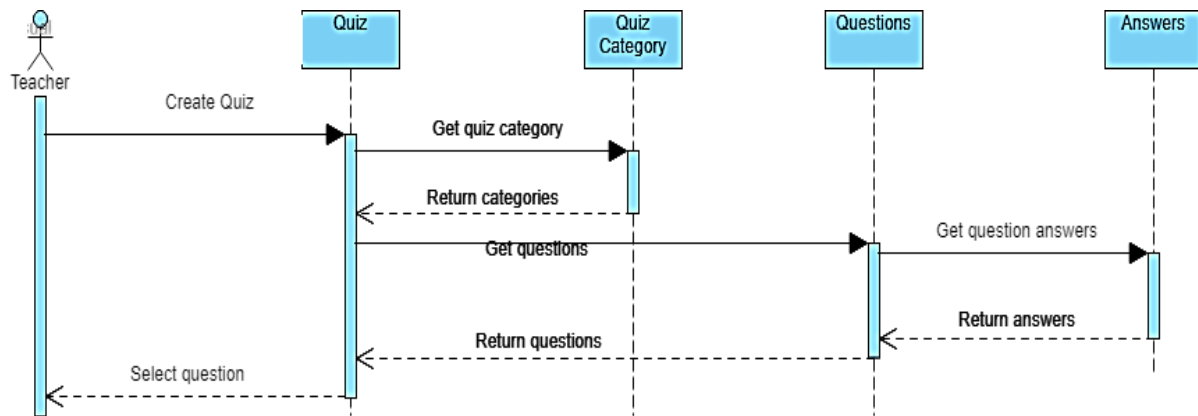 Quiz
Quiz
Category
Questions
Answers
Teacher
Create Quiz
Get quiz category
Return categories
Get questions
Get question answers
Return answers
Return questions
Select question